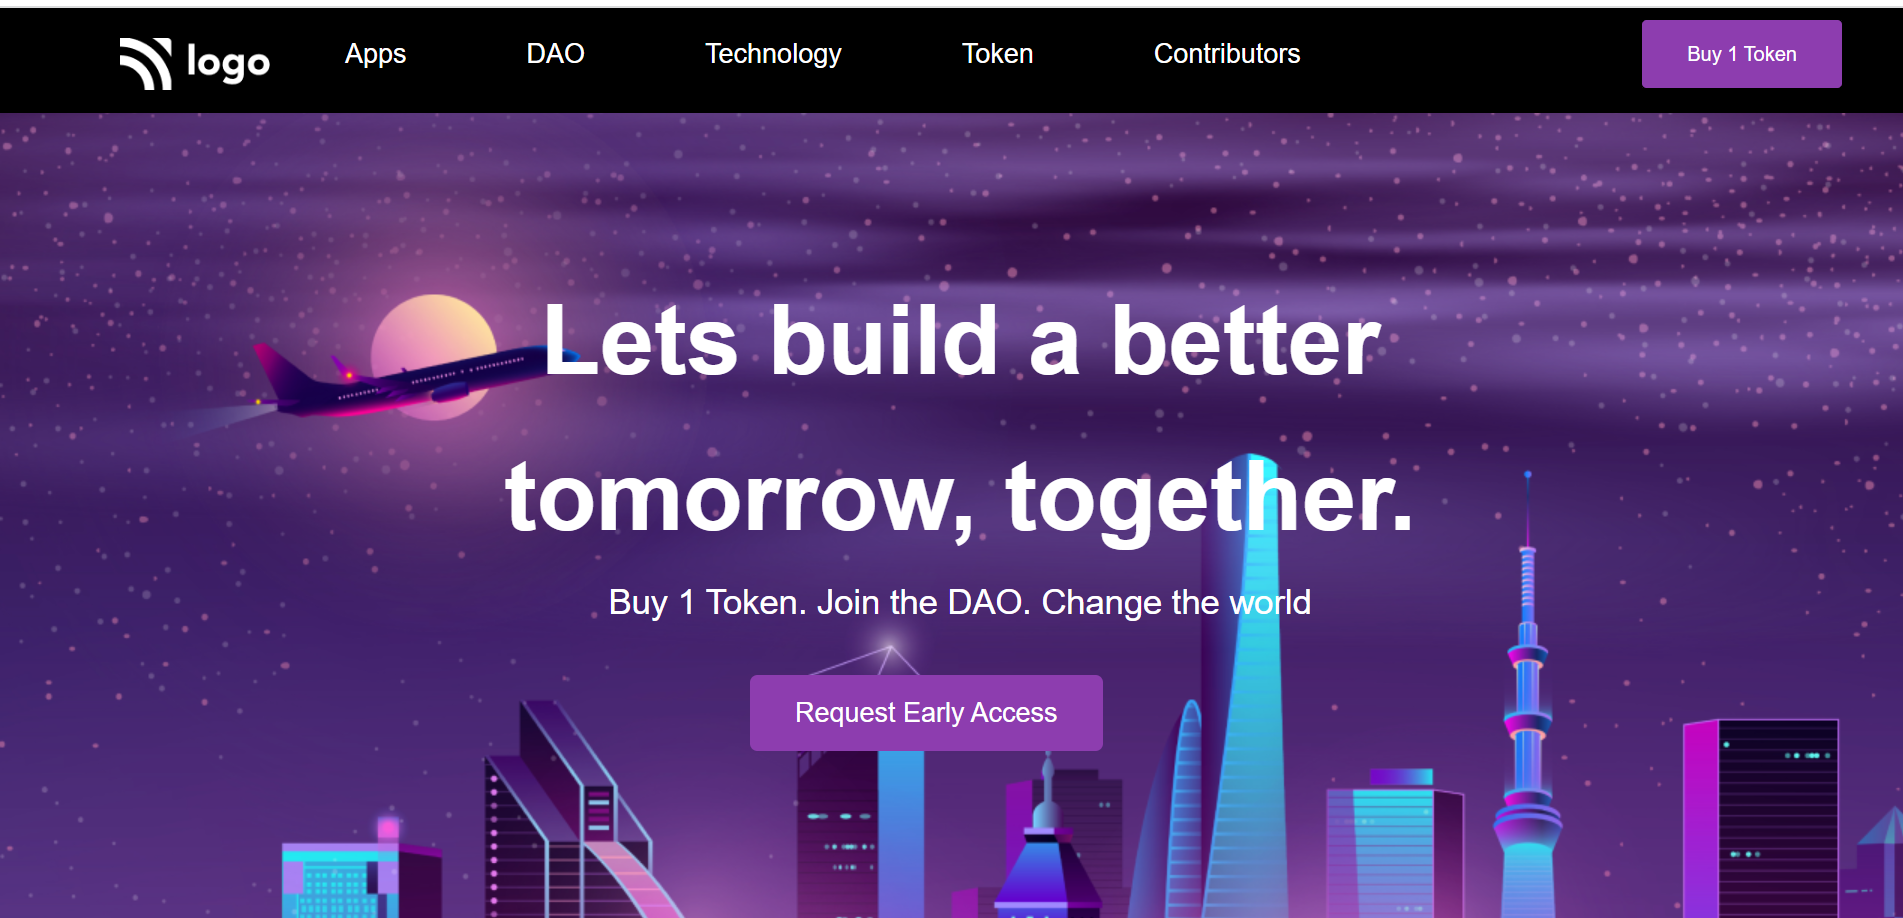 logo
Apps
DAO
Technology
Token
Contributors
Buy 1 Token
Lets build a better
tomorrow, together.
Buy 1 Token. Join the DAO. Change the world
Request Early Access